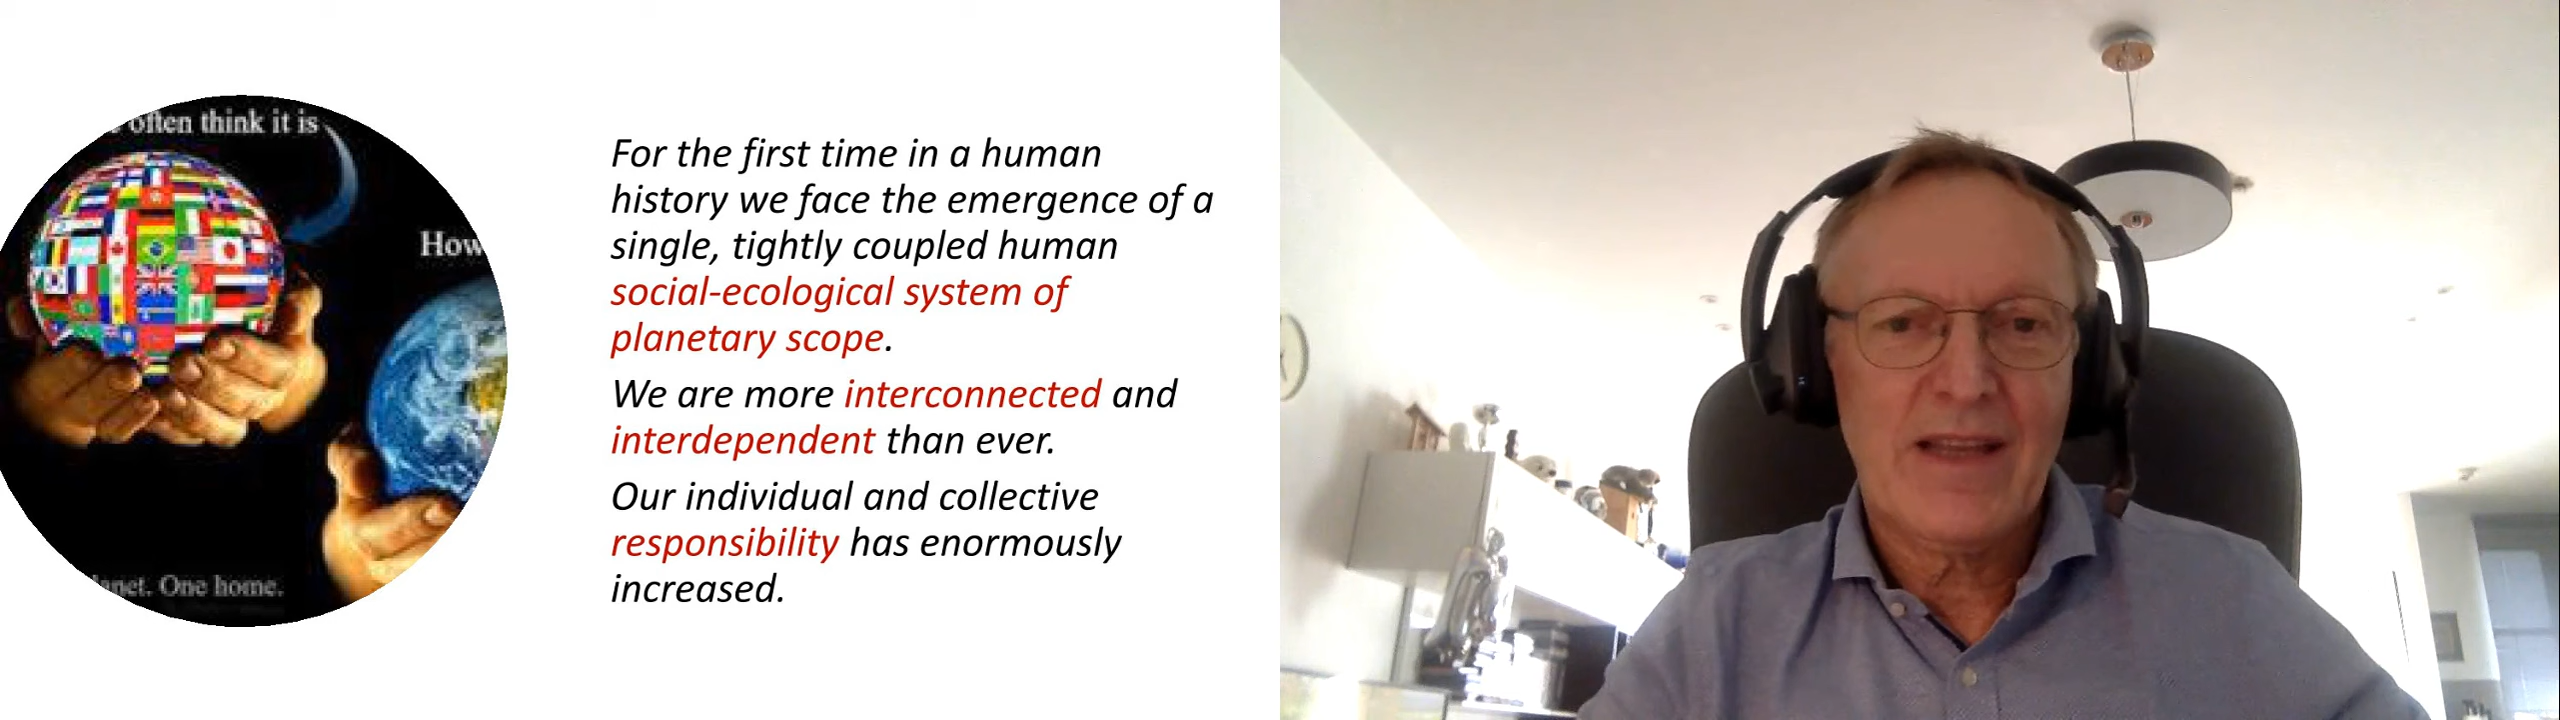 often think it is
How
For the first time in a human
history we face the emergence of a
single, tightly coupled human
social-ecological system of
planetary scope.
We are more interconnected and
interdependent than ever.
Our individual and collective
responsibility has enormously
increased.
One home.